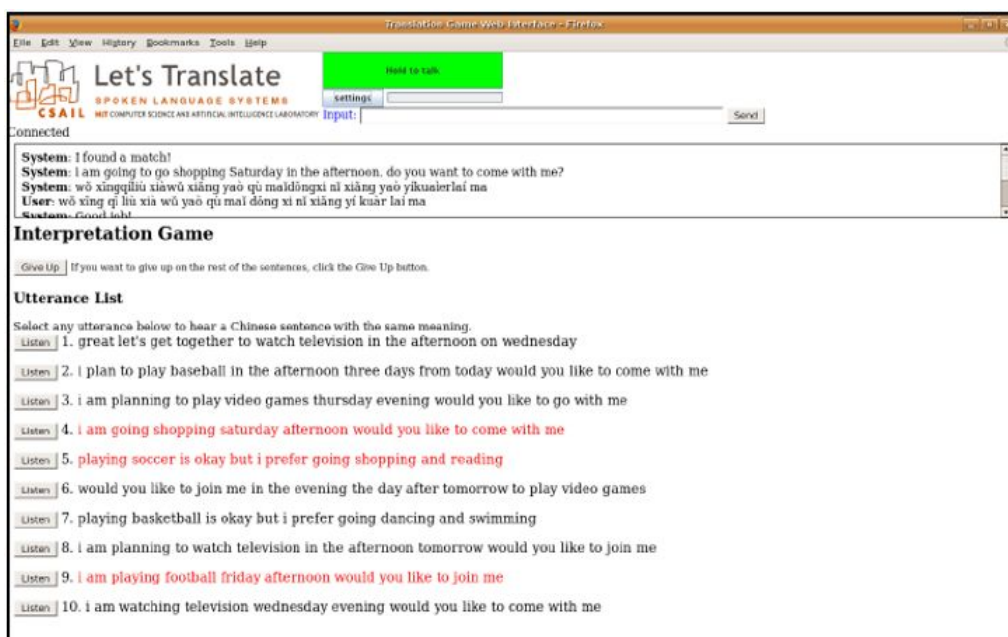 Translation Game Web Interface - Firefox
File Edit View History Bookmarks Tools Help
Let's Translate
SPOKEN LANGUAGE SYSTEMS
CSAIL MIT COMPUTER SCIENCE AND ARTIFICIAL INTELLIGENCE LABORATORY
Hold to talk
settings
Input: Send
Connected
System: I found a match!
System: i am going to go shopping Saturday in the afternoon, do you want to come with me?
System: wǒ xīngqīliù xiàwǔ xiǎng yaò qù maǐdōngxi nǐ xiǎng yaò yíkuaìerlaí ma
User: wǒ xīng qī liù xià wǔ yaò qù maǐ dōng xi nǐ xiǎng yí kuàr laí ma
System: Good job!
Interpretation Game
Give Up If you want to give up on the rest of the sentences, click the Give Up button.
Utterance List
Select any utterance below to hear a Chinese sentence with the same meaning.
Listen 1. great let's get together to watch television in the afternoon on wednesday
Listen 2. i plan to play baseball in the afternoon three days from today would you like to come with me
Listen 3. i am planning to play video games thursday evening would you like to go with me
Listen 4. i am going shopping saturday afternoon would you like to come with me
Listen 5. playing soccer is okay but i prefer going shopping and reading
Listen 6. would you like to join me in the evening the day after tomorrow to play video games
Listen 7. playing basketball is okay but i prefer going dancing and swimming
Listen 8. i am planning to watch television in the afternoon tomorrow would you like to join me
Listen 9. i am playing football friday afternoon would you like to join me
Listen 10. i am watching television wednesday evening would you like to come with me